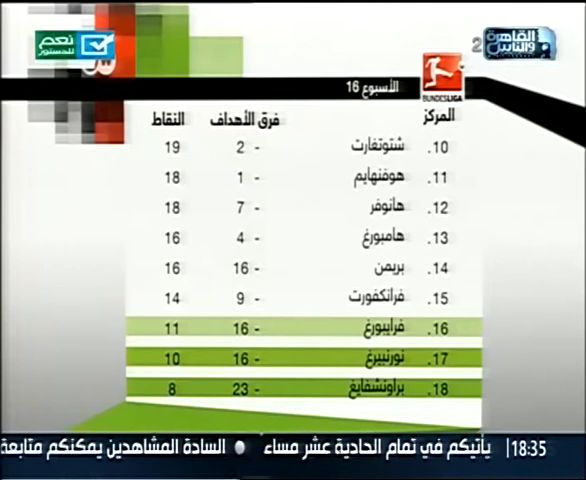 نعم
للدستور
القاهرة
والناس
2
BUNDESLIGA
الأسبوع 16
المركز فرق الأهداف النقاط
10. شتوتغارت - 2 19
11. هوفنهايم - 1 18
12. هانوفر - 7 18
13. هامبورغ - 4 16
14. بريمن - 16 16
15. فرانكفورت - 9 14
16. فرايبورغ - 16 11
17. نورنبيرغ - 16 10
18. براونشفايغ - 23 8
18:35 يأتيكم في تمام الحادية عشر مساء • السادة المشاهدين يمكنكم متابعة